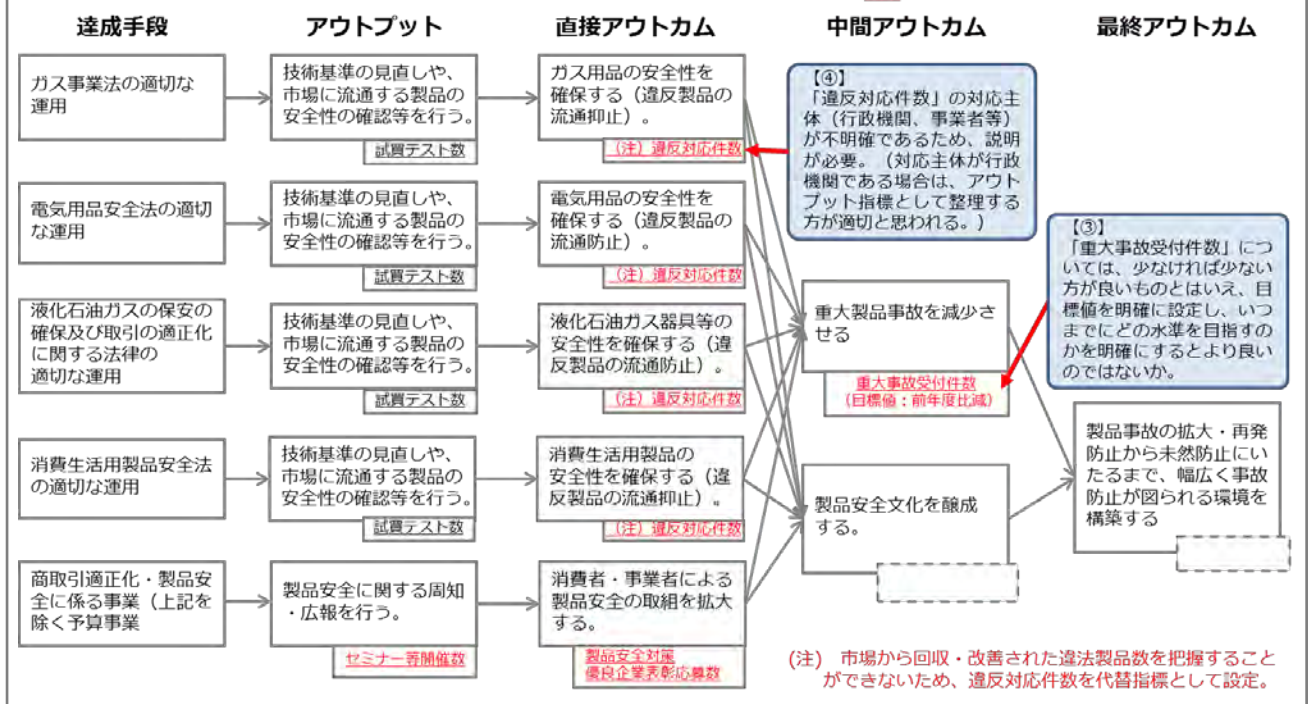 達成手段
アウトプット
直接アウトカム
中間アウトカム
最終アウトカム
ガス事業法の適切な
運用
技術基準の見直しや、
市場に流通する製品の
安全性の確認等を行う。
試買テスト数
ガス用品の安全性を
確保する（違反製品の
流通抑止）。
（注）違反対応件数
電気用品安全法の適切
な運用
技術基準の見直しや、
市場に流通する製品の
安全性の確認等を行う。
試買テスト数
電気用品の安全性を
確保する（違反製品の
流通防止）。
（注）違反対応件数
液化石油ガスの保安の
確保及び取引の適正化
に関する法律の
適切な運用
技術基準の見直しや、
市場に流通する製品の
安全性の確認等を行う。
試買テスト数
液化石油ガス器具等の
安全性を確保する（違
反製品の流通防止）。
（注）違反対応件数
消費生活用製品安全法
の適切な運用
技術基準の見直しや、
市場に流通する製品の
安全性の確認等を行う。
試買テスト数
消費生活用製品の
安全性を確保する（違
反製品の流通抑止）。
（注）違反対応件数
商取引適正化・製品安
全に係る事業（上記を
除く予算事業
製品安全に関する周知
・広報を行う。
セミナー等開催数
消費者・事業者による
製品安全の取組を拡大
する。
製品安全対策
優良企業表彰応募数
【④】
「違反対応件数」の対応主
体（行政機関、事業者等）
が不明確であるため、説明
が必要。（対応主体が行政
機関である場合は、アウト
プット指標として整理する
方が適切と思われる。）
重大製品事故を減少さ
せる
重大事故受付件数
（目標値：前年度比減）
製品安全文化を醸成
する。
【③】
「重大事故受付件数」につ
いては、少なければ少ない
方が良いものとはいえ、目
標値を明確に設定し、いつ
までにどの水準を目指すの
かを明確にするとより良い
のではないか。
製品事故の拡大・再発
防止から未然防止にい
たるまで、幅広く事故
防止が図られる環境を
構築する
(注)　市場から回収・改善された違法製品数を把握すること
ができないため、違反対応件数を代替指標として設定。